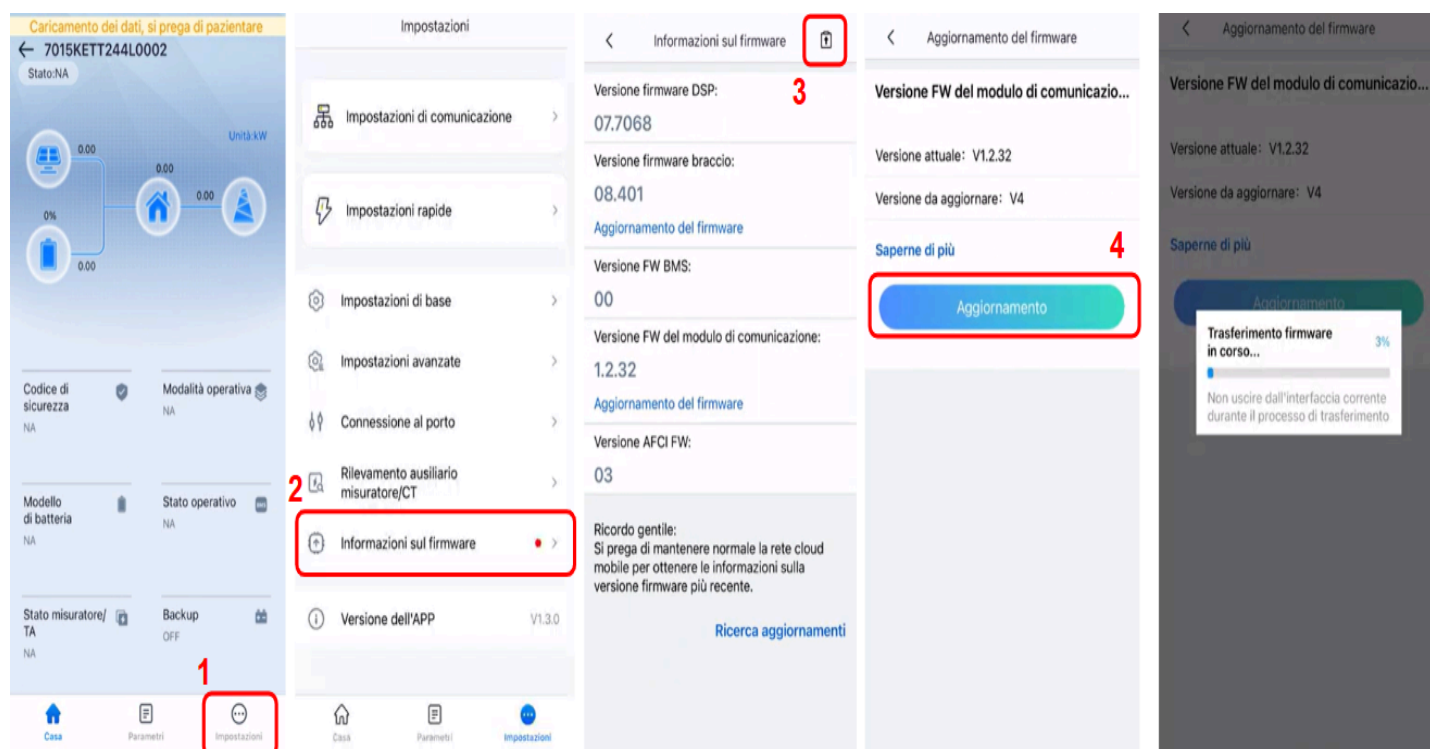 Caricamento dei dati, si prega di pazientare
7015KETT244L0002
Stato:NA
Unità:kW
0.00
0.00
0.00
0%
0.00
Codice di
sicurezza
NA
Modalità operativa
NA
Modello
di batteria
NA
Stato operativo
NA
Stato misuratore/
TA
NA
Backup
OFF
1
Casa
Parametri
Impostazioni
Impostazioni
Impostazioni di comunicazione
Impostazioni rapide
Impostazioni di base
Impostazioni avanzate
Connessione al porto
Rilevamento ausiliario
misuratore/CT
2
Informazioni sul firmware
Versione dell'APP
V1.3.0
Casa
Parametri
Impostazioni
Informazioni sul firmware
3
Versione firmware DSP:
07.7068
Versione firmware braccio:
08.401
Aggiornamento del firmware
Versione FW BMS:
00
Versione FW del modulo di comunicazione:
1.2.32
Aggiornamento del firmware
Versione AFCI FW:
03
Ricordo gentile:
Si prega di mantenere normale la rete cloud
mobile per ottenere le informazioni sulla
versione firmware più recente.
Ricerca aggiornamenti
Aggiornamento del firmware
Versione FW del modulo di comunicazio...
Versione attuale: V1.2.32
Versione da aggiornare: V4
Saperne di più
4
Aggiornamento
Aggiornamento del firmware
Versione FW del modulo di comunicazio...
Versione attuale: V1.2.32
Versione da aggiornare: V4
Saperne di più
Aggiornamento
Trasferimento firmware
in corso...
3%
Non uscire dall'interfaccia corrente
durante il processo di trasferimento